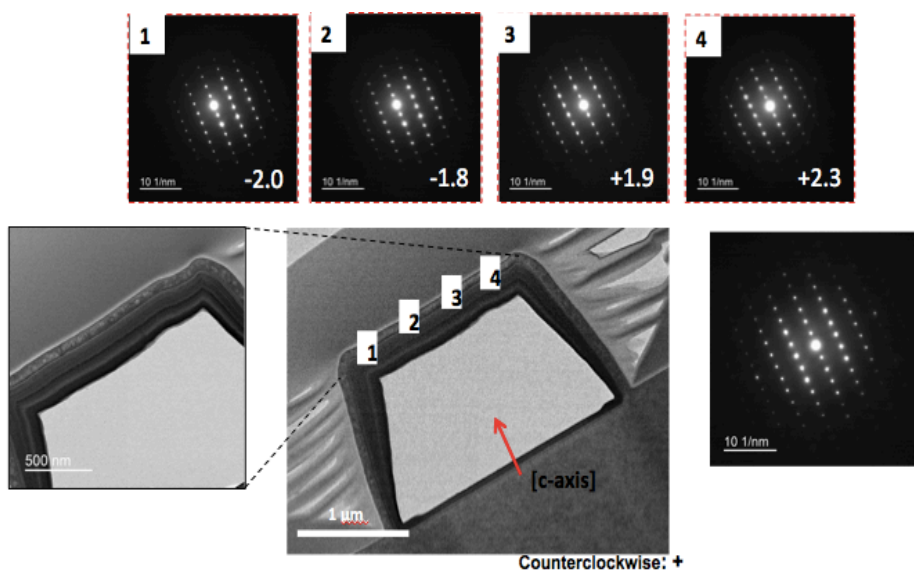 1
2
3
4
10 1/nm
-2.0
10 1/nm
-1.8
10 1/nm
+1.9
10 1/nm
+2.3
500 nm
1
2
3
4
[c-axis]
1 μm
10 1/nm
Counterclockwise: +